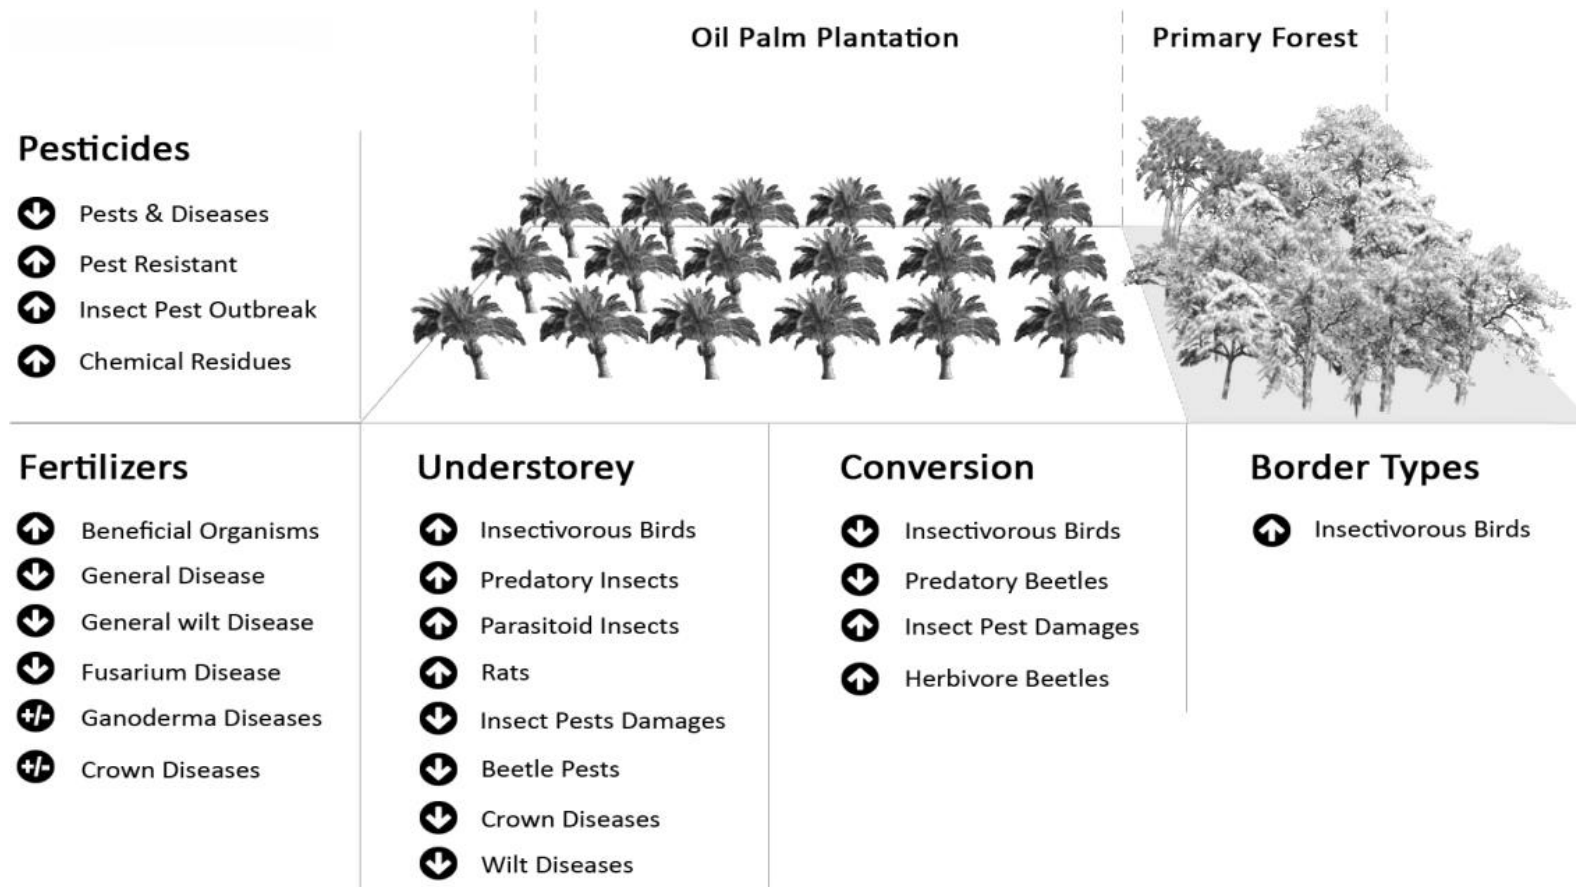 Oil Palm Plantation
Primary Forest
Pesticides
Pests & Diseases
Pest Resistant
Insect Pest Outbreak
Chemical Residues
Fertilizers
Beneficial Organisms
General Disease
General wilt Disease
Fusarium Disease
+/- Ganoderma Diseases
+/- Crown Diseases
Understorey
Insectivorous Birds
Predatory Insects
Parasitoid Insects
Rats
Insect Pests Damages
Beetle Pests
Crown Diseases
Wilt Diseases
Conversion
Insectivorous Birds
Predatory Beetles
Insect Pest Damages
Herbivore Beetles
Border Types
Insectivorous Birds